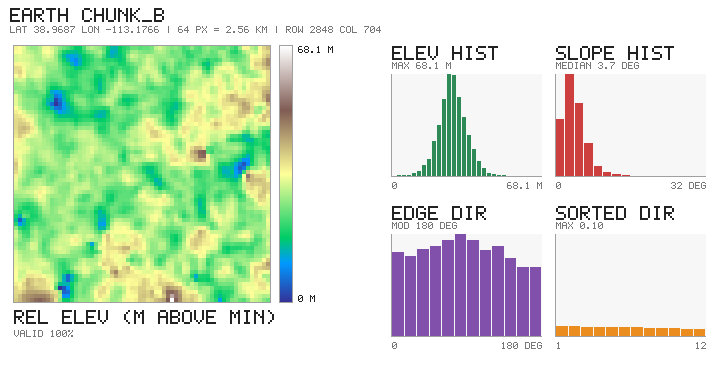 EARTH CHUNK_B
LAT 38.9687 LON -113.1766 | 64 PX = 2.56 KM | ROW 2848 COL 704
68.1 M
0 M
REL ELEV (M ABOVE MIN)
VALID 100%
ELEV HIST
MAX 68.1 M
0 68.1 M
SLOPE HIST
MEDIAN 3.7 DEG
0 32 DEG
EDGE DIR
MOD 180 DEG
0 180 DEG
SORTED DIR
MAX 0.10
1 12